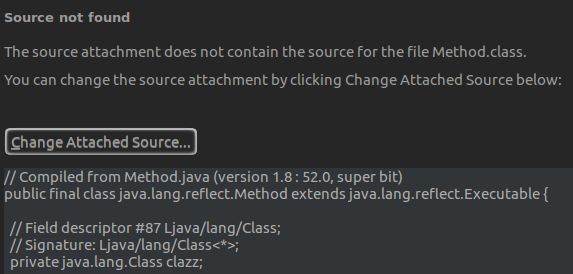 Source not found
The source attachment does not contain the source for the file Method.class.
You can change the source attachment by clicking Change Attached Source below:
Change Attached Source...
// Compiled from Method.java (version 1.8 : 52.0, super bit)
public final class java.lang.reflect.Method extends java.lang.reflect.Executable {
// Field descriptor #87 Ljava/lang/Class;
// Signature: Ljava/lang/Class<*>;
private java.lang.Class clazz;